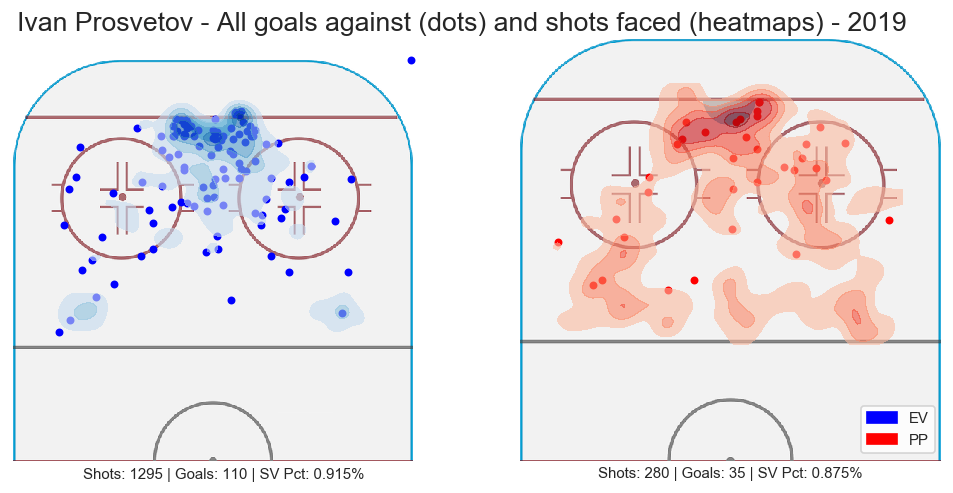 Ivan Prosvetov - All goals against (dots) and shots faced (heatmaps) - 2019
EV
PP
Shots: 1295 | Goals: 110 | SV Pct: 0.915%
Shots: 280 | Goals: 35 | SV Pct: 0.875%